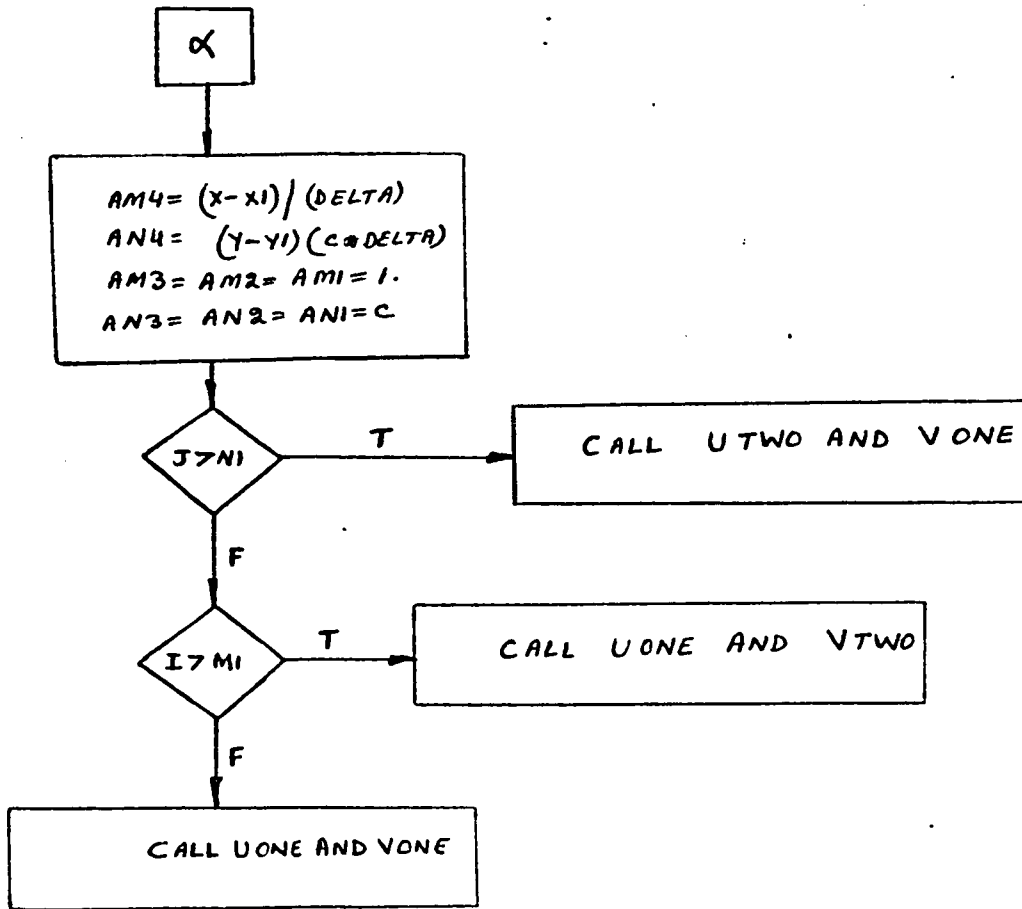 α
AM4= (X-X1)/(DELTA)
AN4= (Y-Y1)(C*DELTA)
AM3= AM2= AM1= 1.
AN3= AN2= AN1= C
J>N1
T
CALL UTWO AND VONE
F
I>M1
T
CALL UONE AND VTWO
F
CALL UONE AND VONE